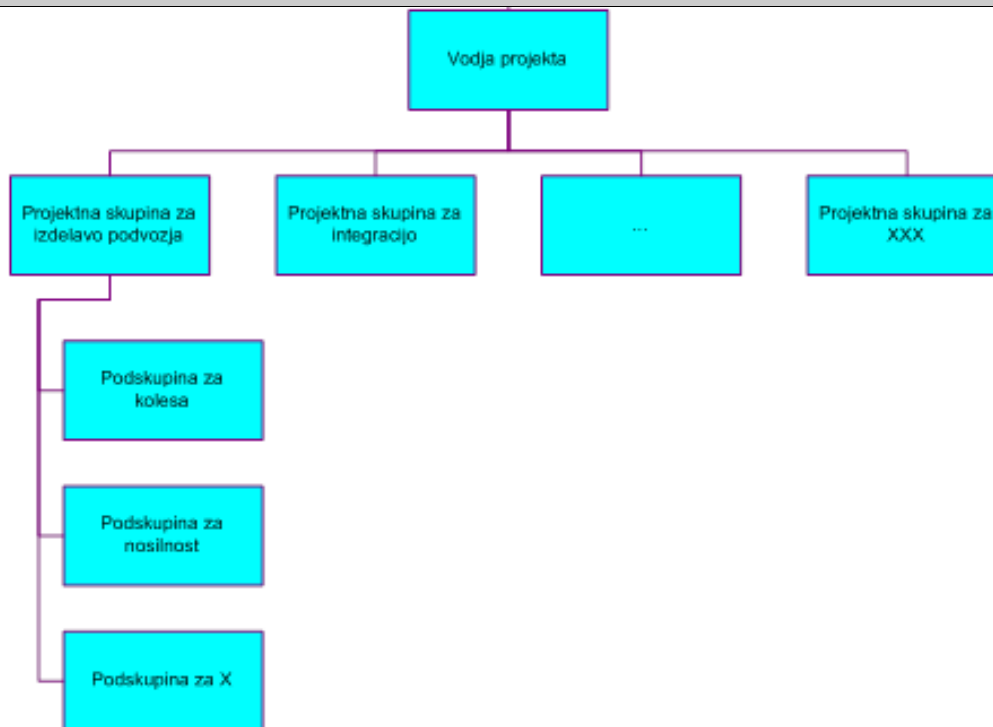 Vodja projekta
Projektna skupina za
izdelavo podvozja
Projektna skupina za
integracijo
...
Projektna skupina za
XXX
Podskupina za
kolesa
Podskupina za
nosilnost
Podskupina za X